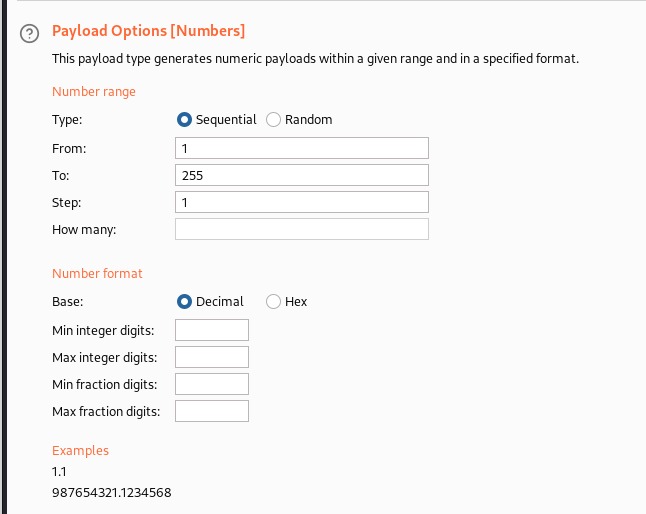 Payload Options [Numbers]
This payload type generates numeric payloads within a given range and in a specified format.
Number range
Type: Sequential Random
From: 1
To: 255
Step: 1
How many:
Number format
Base: Decimal Hex
Min integer digits:
Max integer digits:
Min fraction digits:
Max fraction digits:
Examples
1.1
987654321.1234568